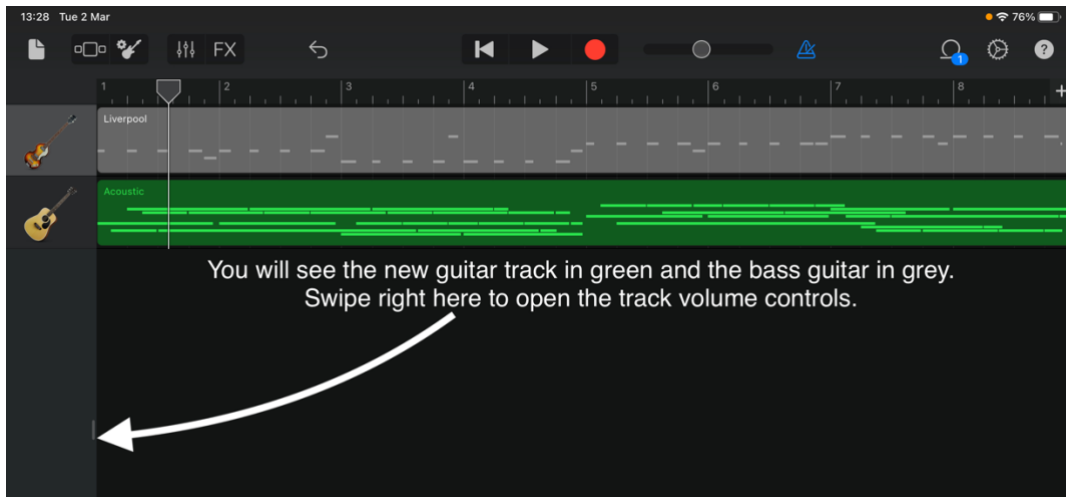 13:28 Tue 2 Mar
76%
FX
1
?
1 2 3 4 5 6 7 8
Liverpool
Acoustic
You will see the new guitar track in green and the bass guitar in grey.
Swipe right here to open the track volume controls.